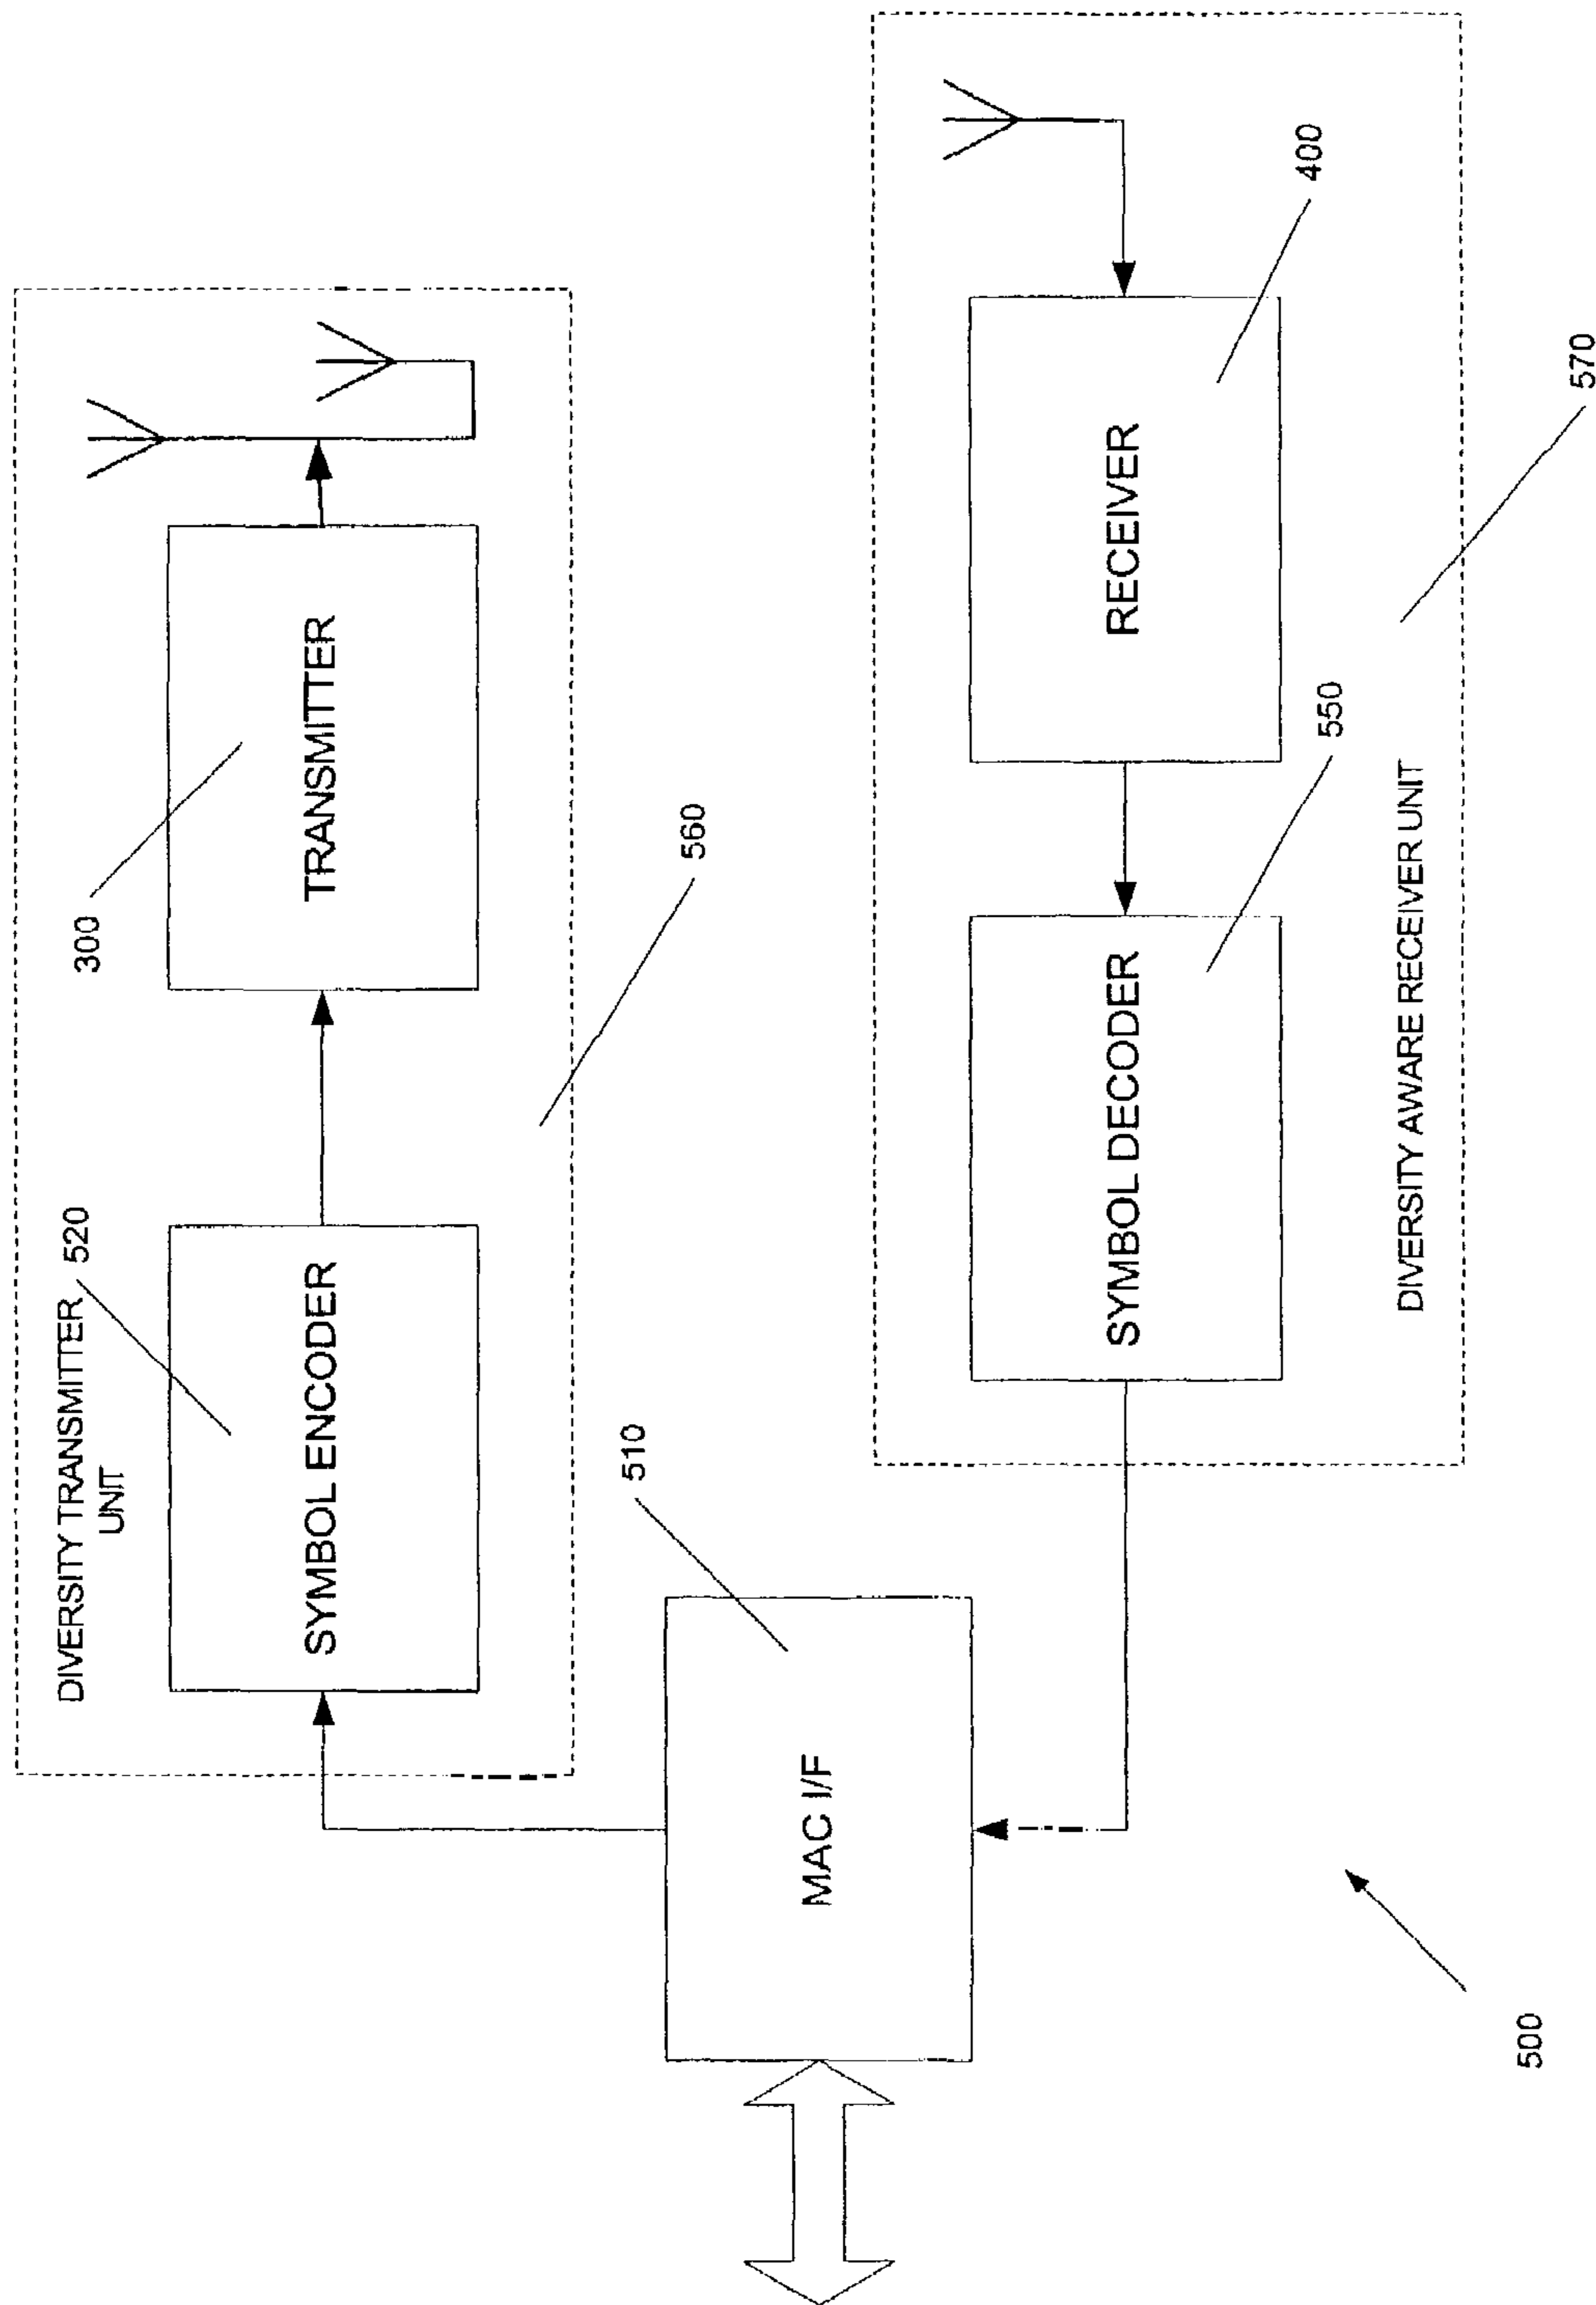 DIVERSITY TRANSMITTER
UNIT
520
SYMBOL ENCODER
300
TRANSMITTER
560
510
MAC I/F
SYMBOL DECODER
550
RECEIVER
400
DIVERSITY AWARE RECEIVER UNIT
570
500